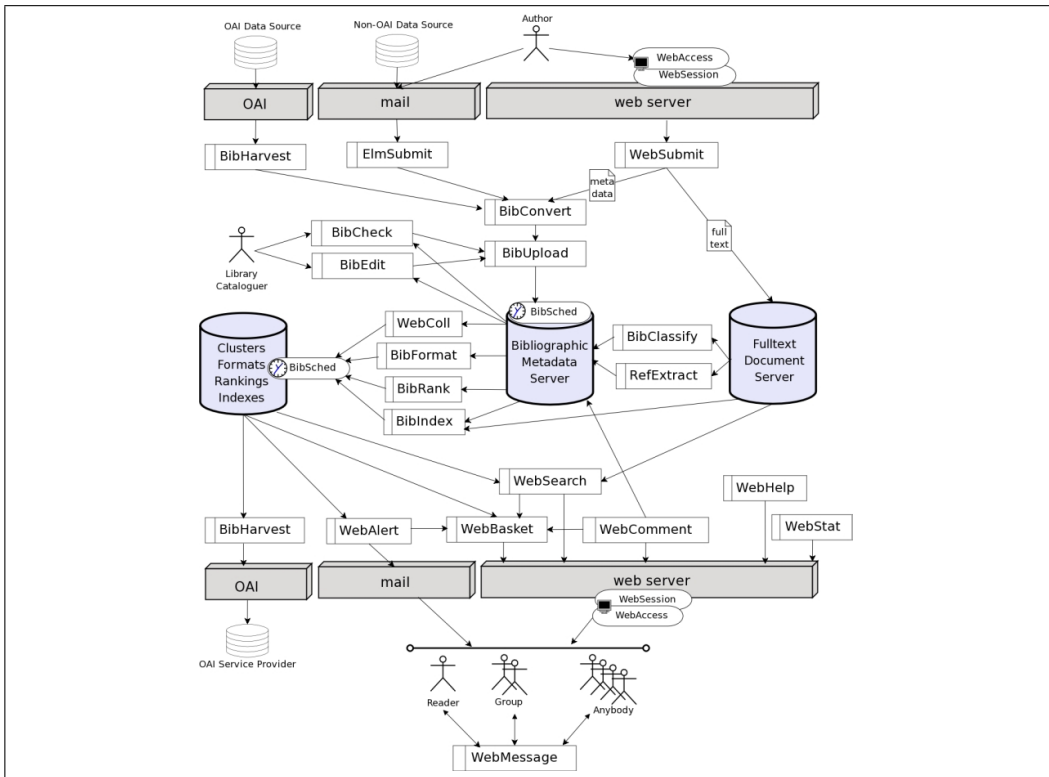 OAI Data Source
Non-OAI Data Source
Author
WebAccess
WebSession
OAI
mail
web server
BibHarvest
ElmSubmit
WebSubmit
meta
data
BibConvert
full
text
BibCheck
BibUpload
BibEdit
Library
Cataloguer
BibSched
WebColl
Clusters
Formats
Rankings
Indexes
BibSched
BibFormat
BibRank
BibIndex
Bibliographic
Metadata
Server
BibClassify
RefExtract
Fulltext
Document
Server
WebSearch
WebHelp
BibHarvest
WebAlert
WebBasket
WebComment
WebStat
OAI
mail
web server
WebSession
WebAccess
OAI Service Provider
Reader
Group
Anybody
WebMessage